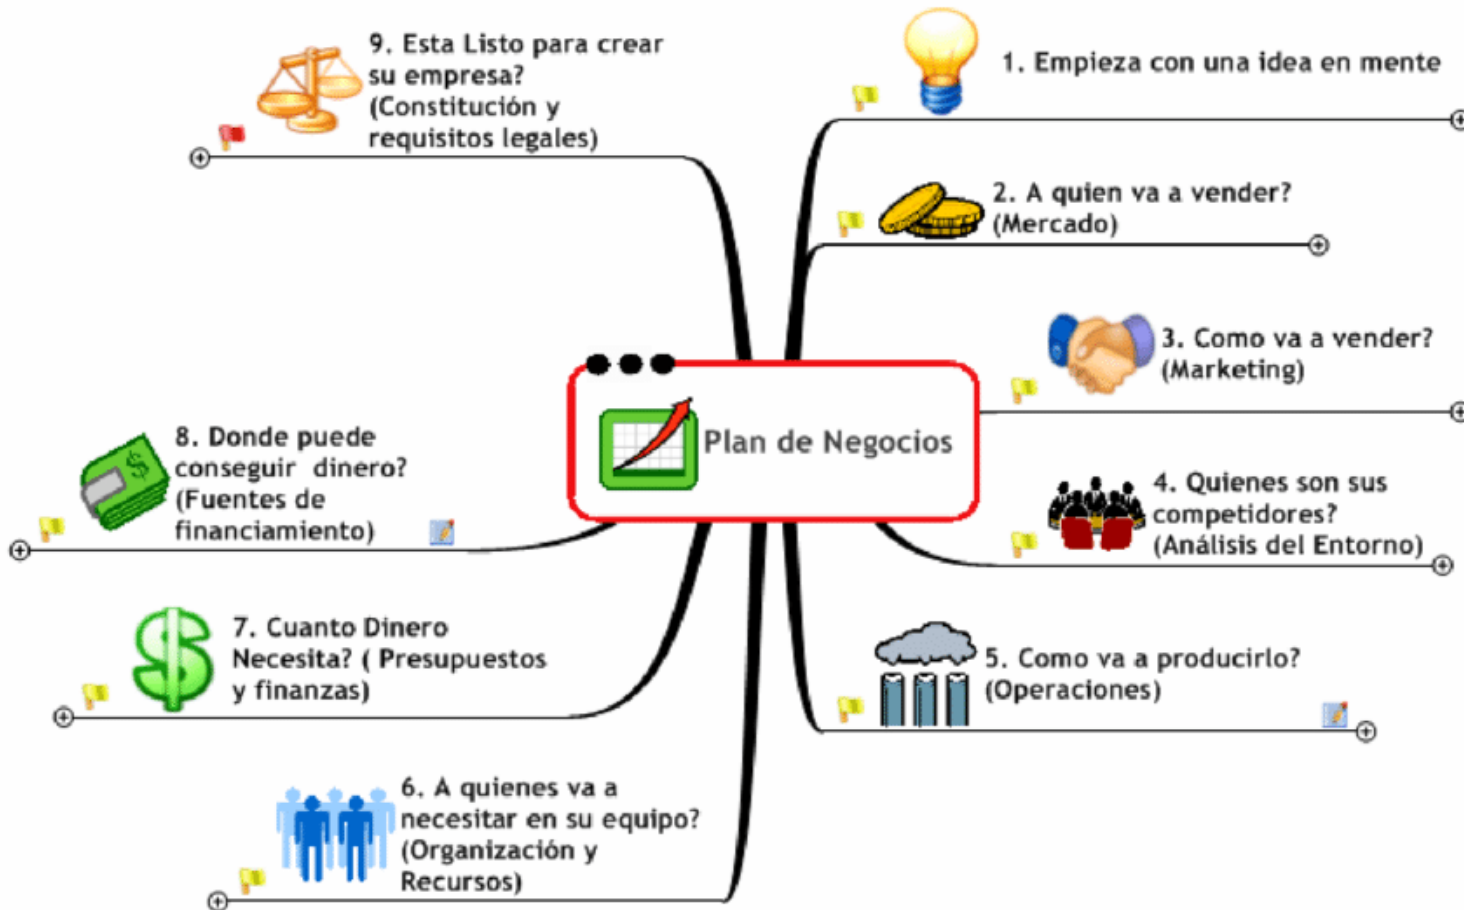 Plan de Negocios
1. Empieza con una idea en mente
2. A quien va a vender?
(Mercado)
3. Como va a vender?
(Marketing)
4. Quienes son sus
competidores?
(Análisis del Entorno)
5. Como va a producirlo?
(Operaciones)
6. A quienes va a
necesitar en su equipo?
(Organización y
Recursos)
7. Cuanto Dinero
Necesita? ( Presupuestos
y finanzas)
8. Donde puede
conseguir dinero?
(Fuentes de
financiamiento)
9. Esta Listo para crear
su empresa?
(Constitución y
requisitos legales)